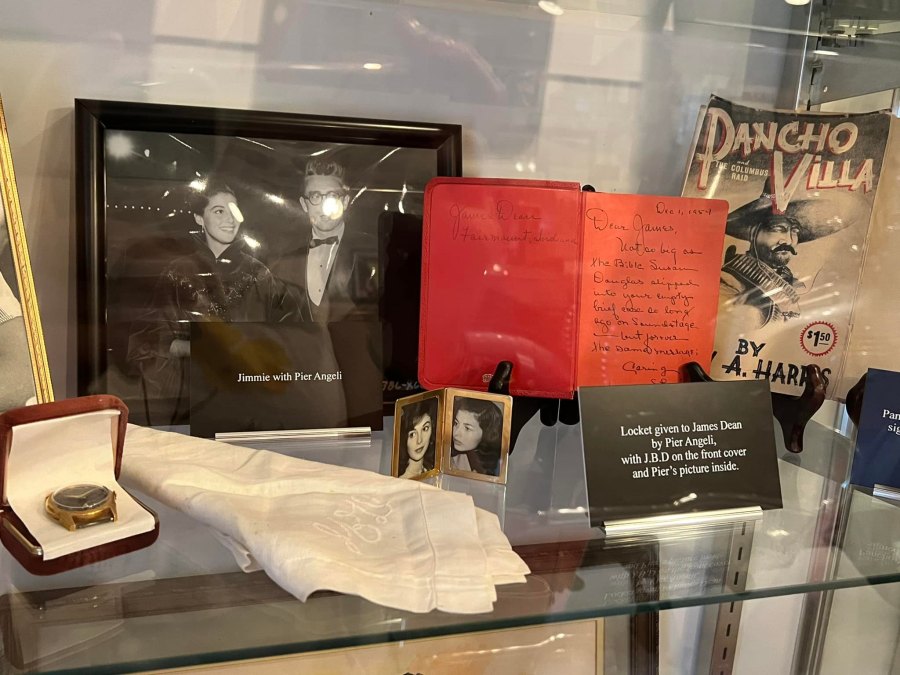 Jimmie with Pier Angeli
James Dean
Fairmount, Indiana
Dec 1, 1954
Dear James,
Not so big as
the Bible Susan
Douglas slipped
into your empty
brief case so long
ago on Soundstage
— but forever
the same message:
Caring
PANCHO
and
THE COLUMBUS
RAID
VILLA
$1.50
BY
A. HARRIS
Locket given to James Dean
by Pier Angeli,
with J.B.D on the front cover
and Pier's picture inside.